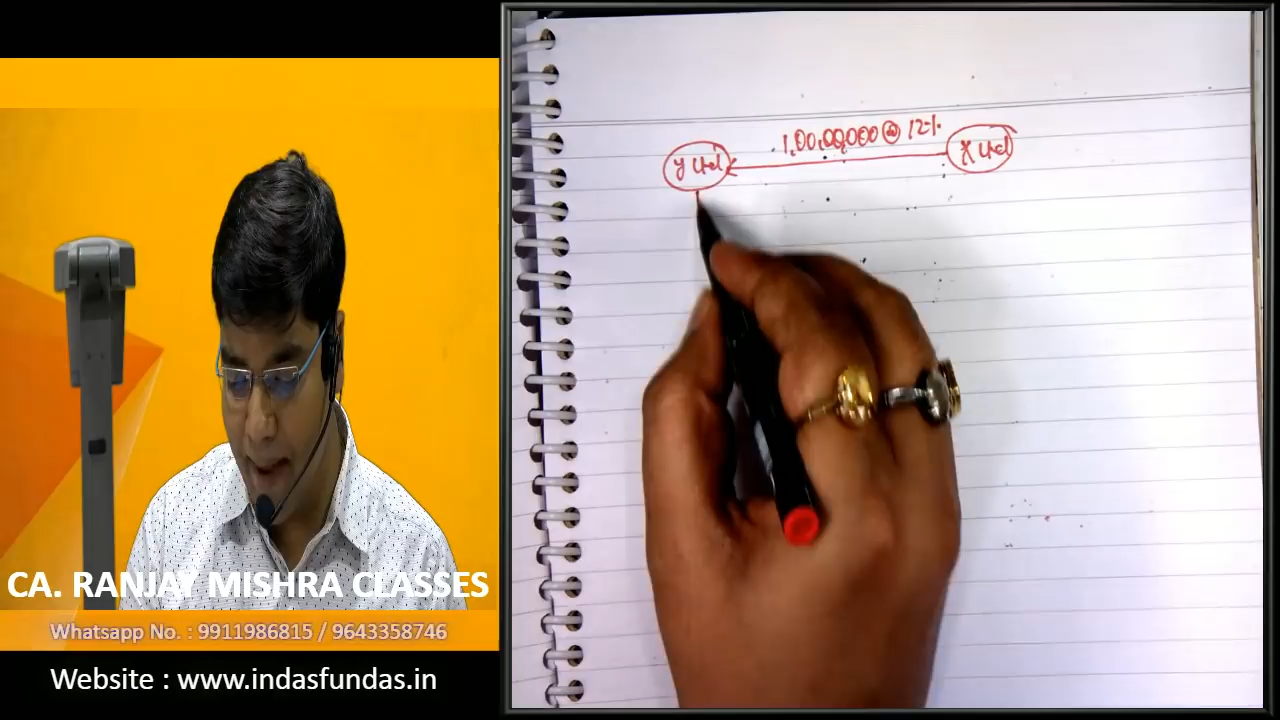 1,00,00,000 @ 12%
Y Ltd
X Ltd
CA. RANJAY MISHRA CLASSES
Whatsapp No. : 9911986815 / 9643358746
Website : www.indasfundas.in